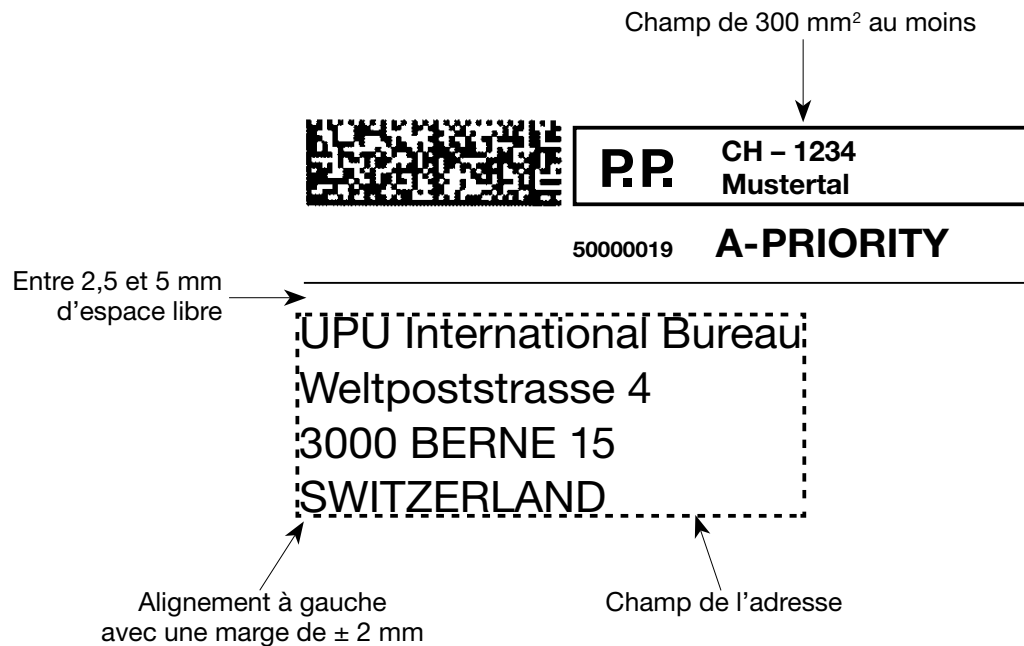 Champ de 300 mm² au moins
P.P.
CH – 1234
Mustertal
50000019 A-PRIORITY
Entre 2,5 et 5 mm
d’espace libre
UPU International Bureau
Weltpoststrasse 4
3000 BERNE 15
SWITZERLAND
Alignement à gauche
avec une marge de ± 2 mm
Champ de l’adresse